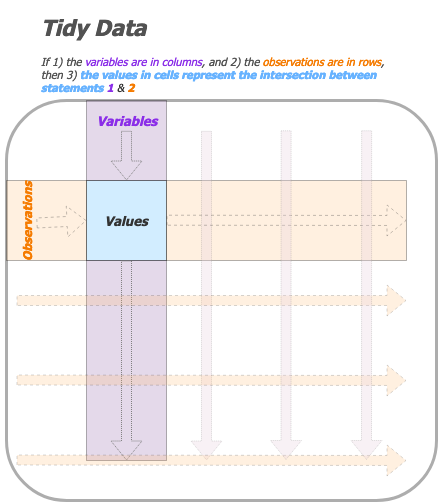 Tidy Data
If 1) the variables are in columns, and 2) the observations are in rows,
then 3) the values in cells represent the intersection between
statements 1 & 2
Variables
Observations
Values